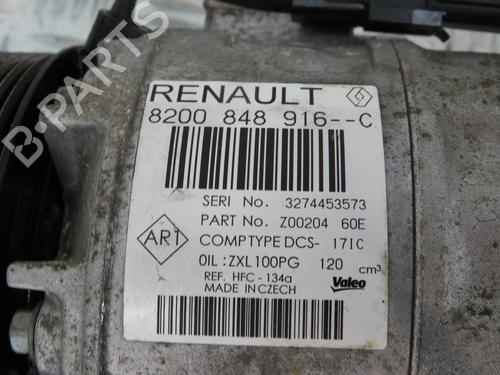 RENAULT
8200 848 916--C
SERI No. 3274453573
PART No. Z00204 60E
AR1
COMPTYPE DCS- 171C
OIL : ZXL100PG 120 cm³
REF. HFC - 134a
MADE IN CZECH
Valeo